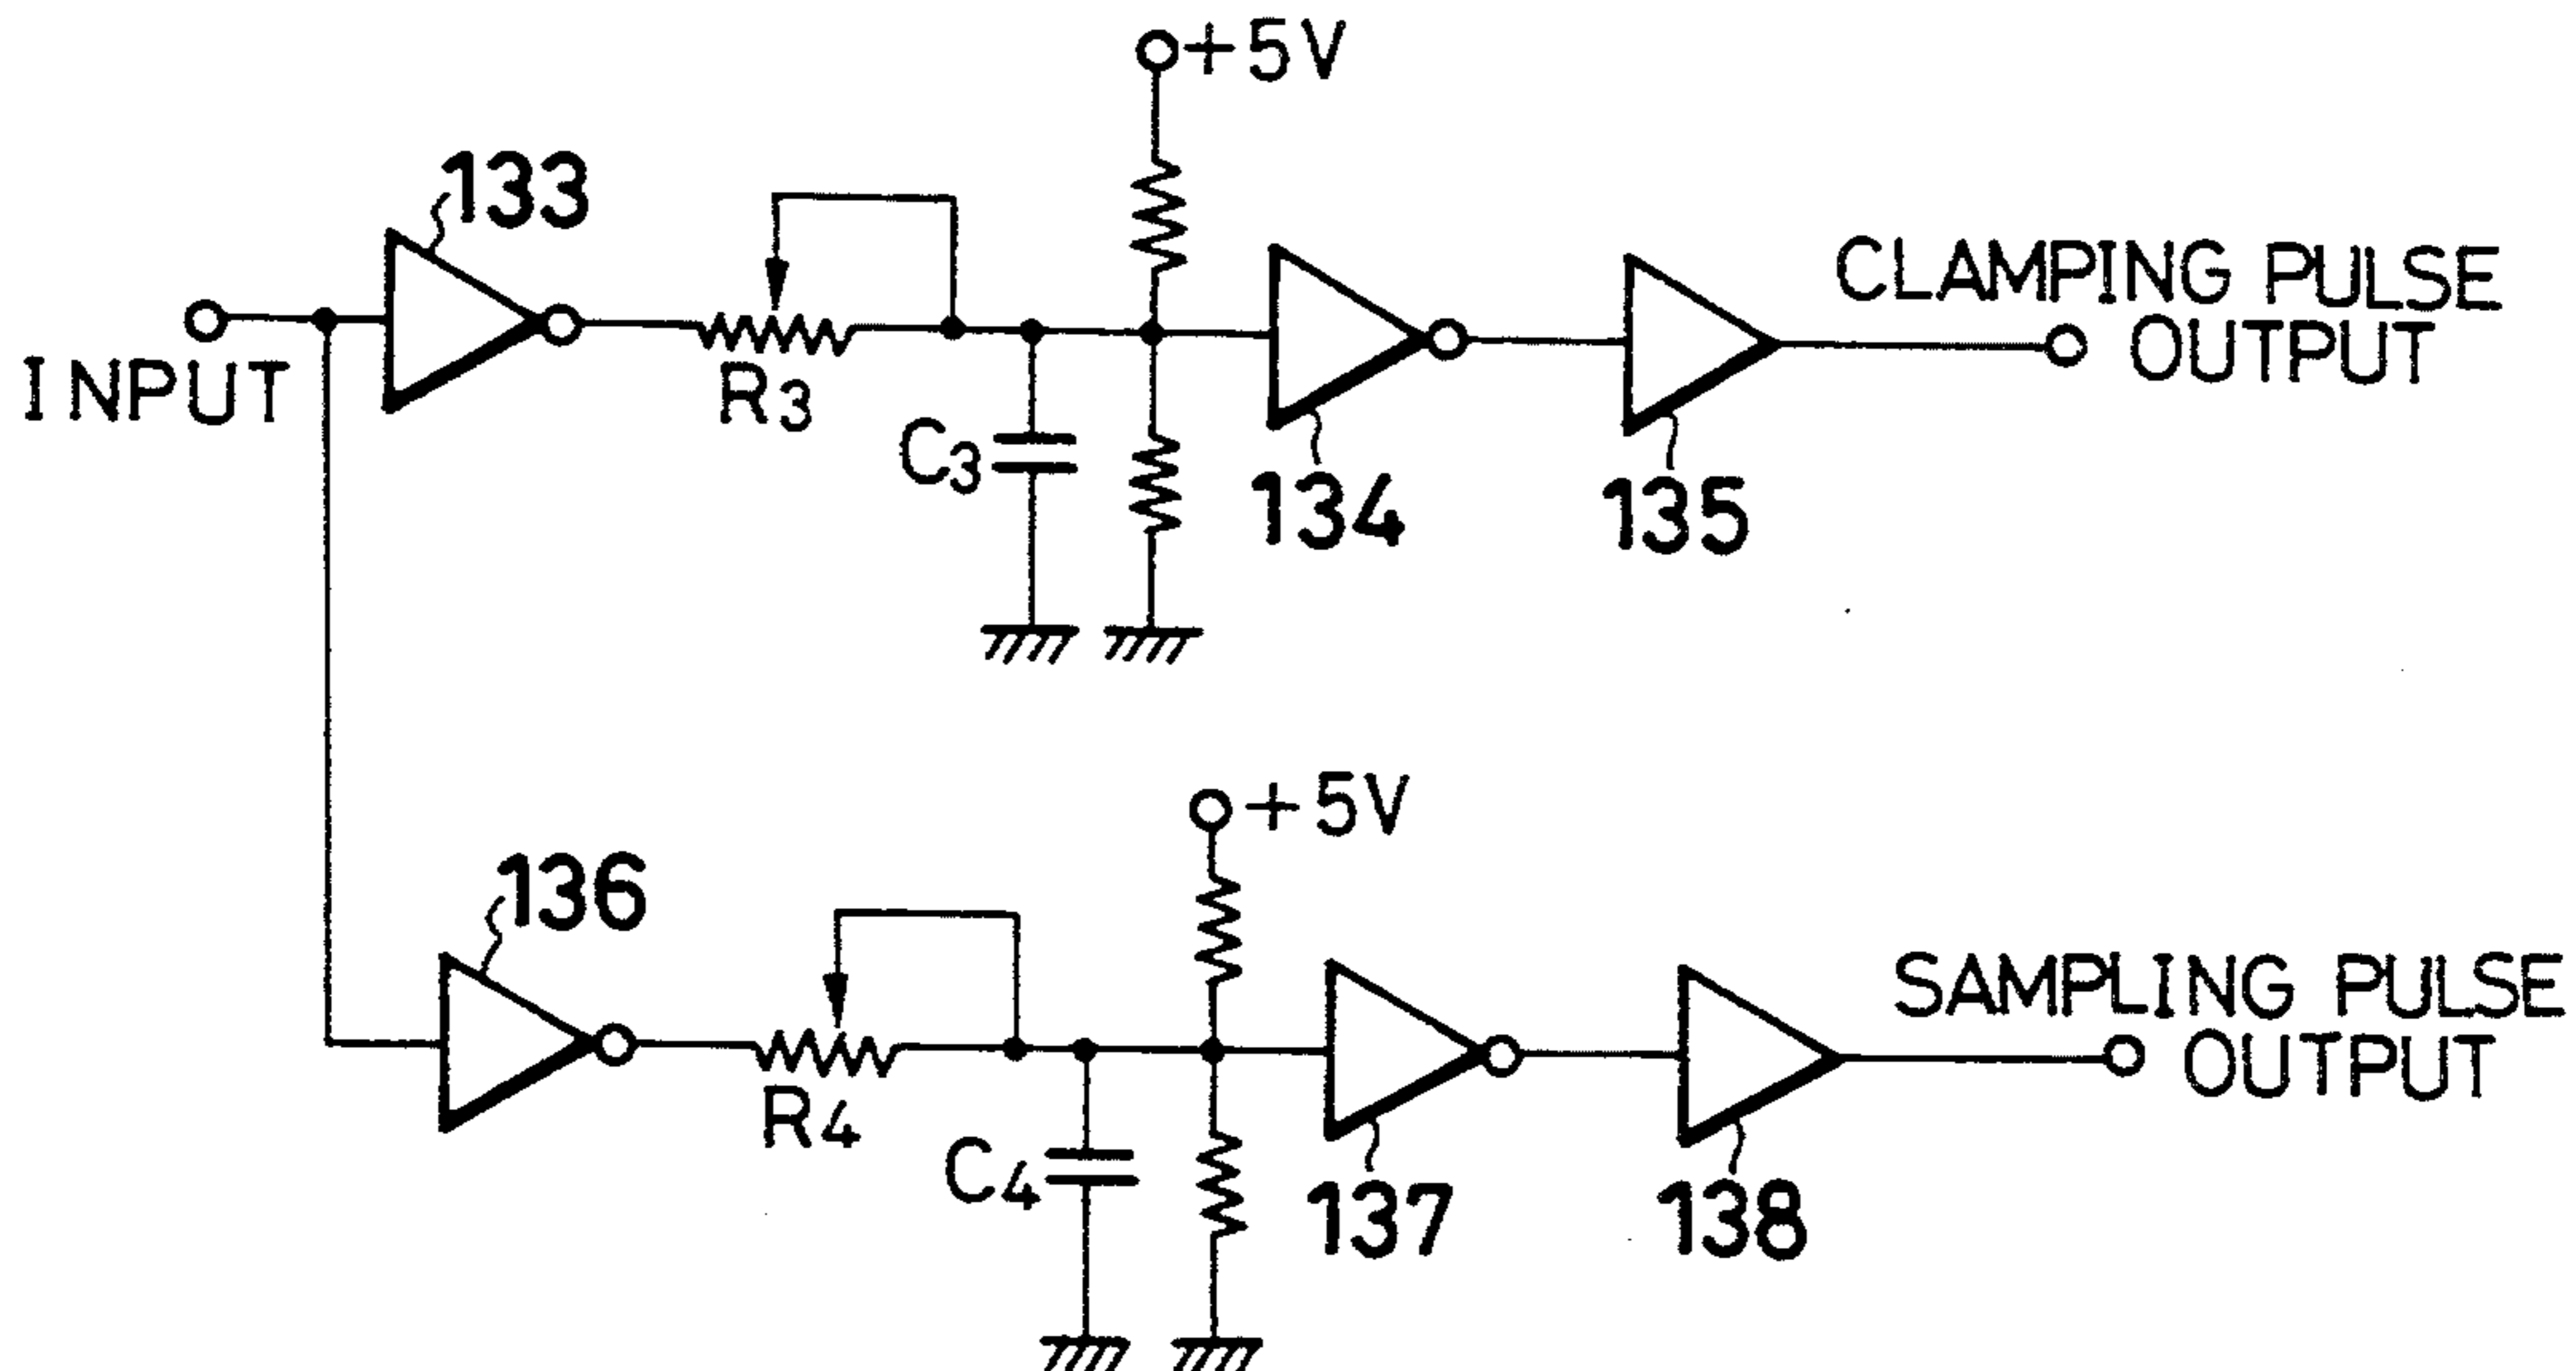 +5V
133
INPUT
R3
C3
134
135
CLAMPING PULSE
OUTPUT
+5V
136
R4
C4
137
138
SAMPLING PULSE
OUTPUT